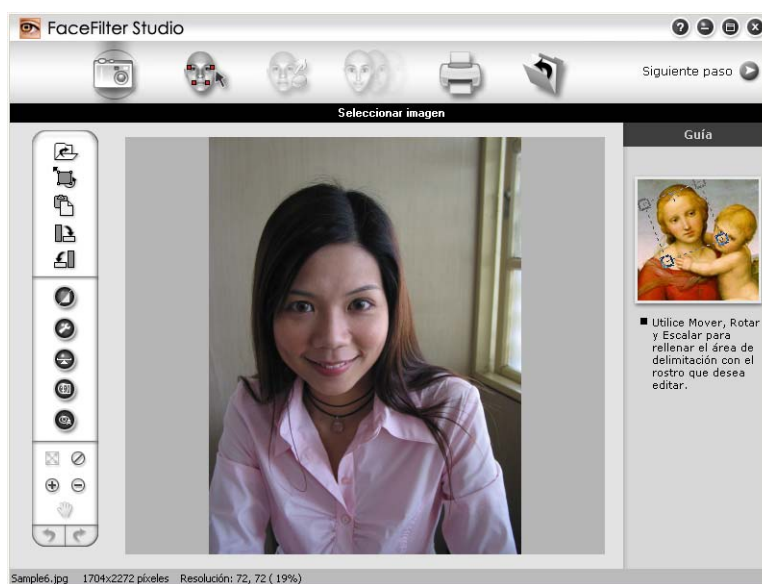 FaceFilter Studio
Siguiente paso
Seleccionar imagen
Guía
Utilice Mover, Rotar
y Escalar para
rellenar el área de
delimitación con el
rostro que desea
editar.
Sample6.jpg 1704x2272 píxeles Resolución: 72, 72 ( 19%)